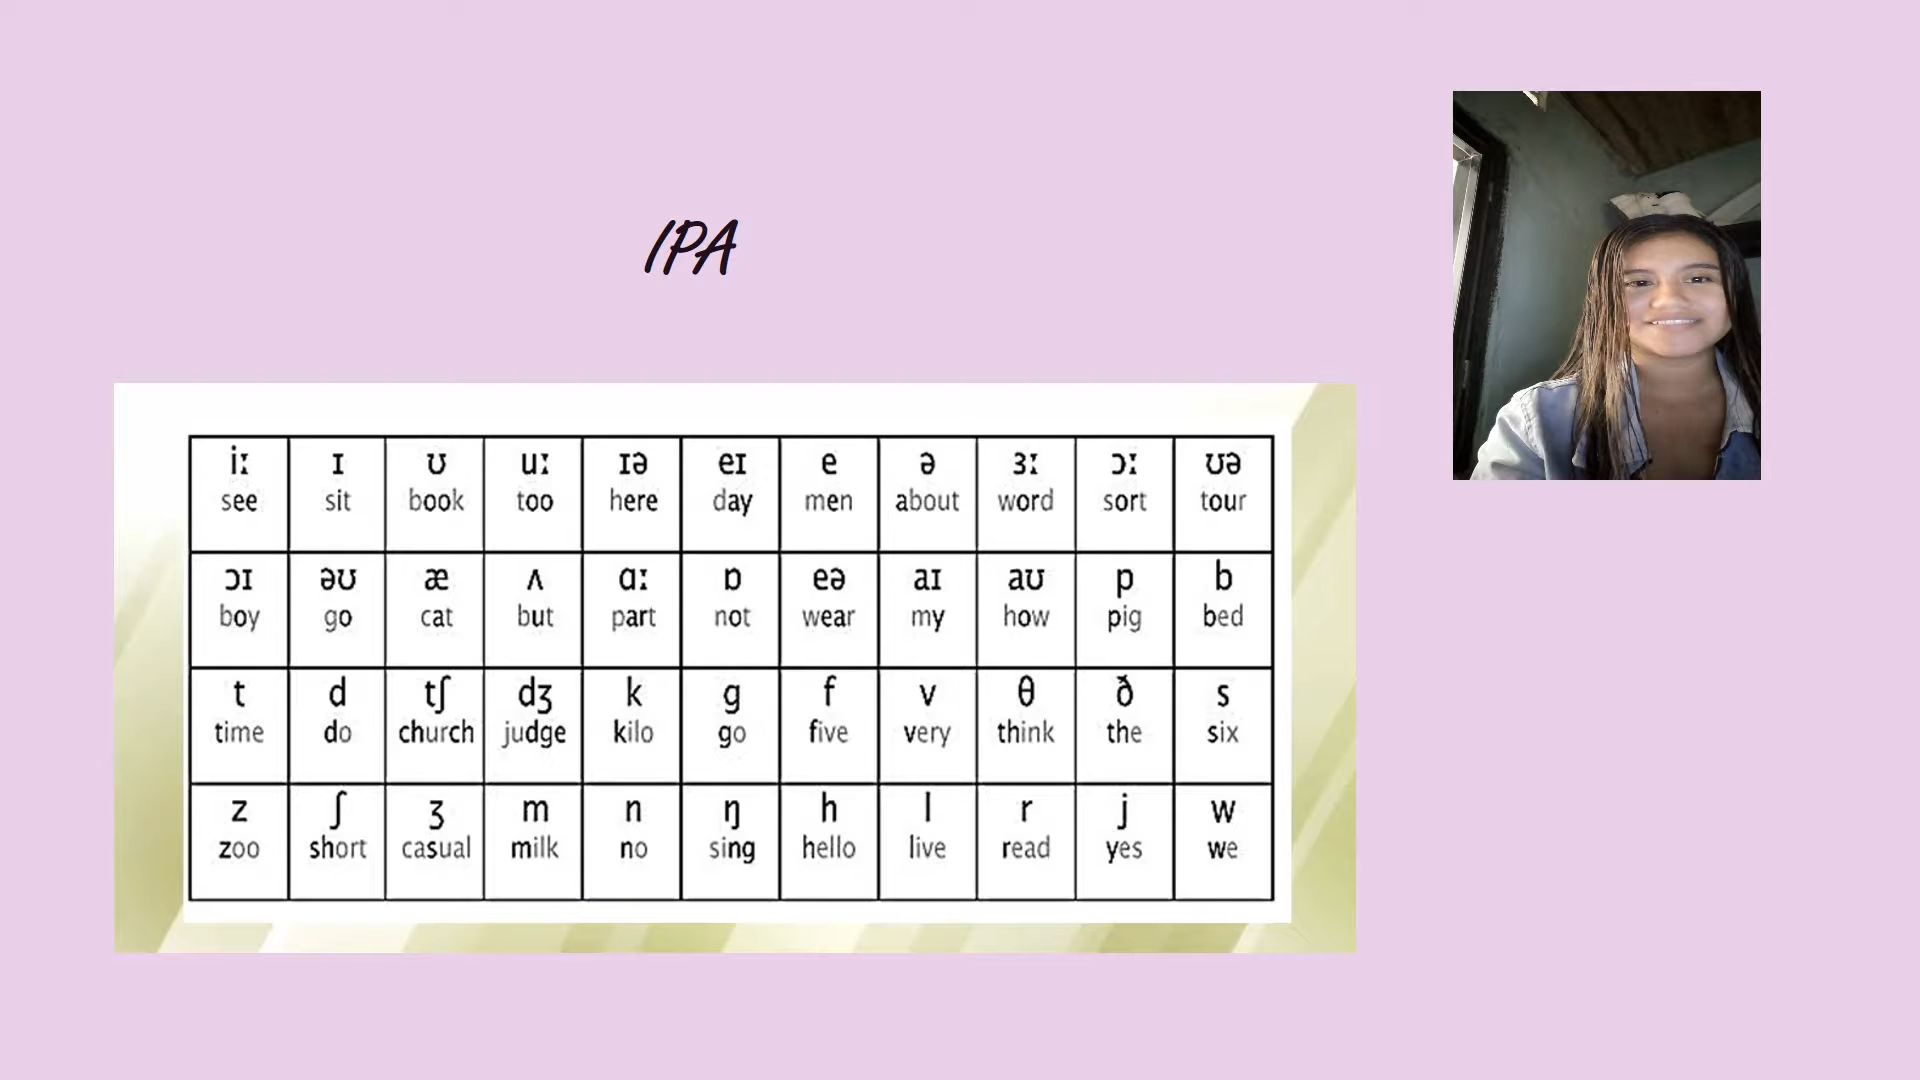 IPA
iː ɪ ʊ uː ɪə eɪ e ə ɜː ɔː ʊə
see sit book too here day men about word sort tour
ɔɪ əʊ æ ʌ ɑː ɒ eə aɪ aʊ p b
boy go cat but part not wear my how pig bed
t d tʃ dʒ k g f v θ ð s
time do church judge kilo go five very think the six
z ʃ ʒ m n ŋ h l r j w
zoo short casual milk no sing hello live read yes we